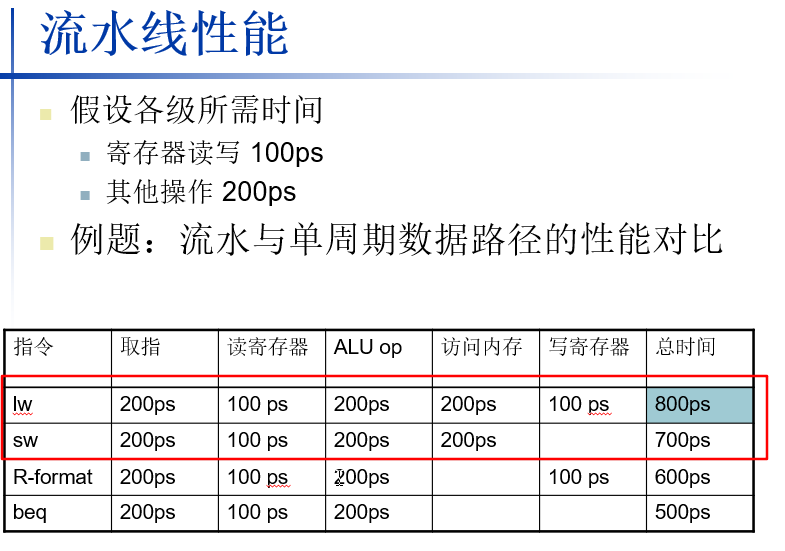 流水线性能
假设各级所需时间
寄存器读写 100ps
其他操作 200ps
例题：流水与单周期数据路径的性能对比
指令 取指 读寄存器 ALU op 访问内存 写寄存器 总时间
lw 200ps 100 ps 200ps 200ps 100 ps 800ps
sw 200ps 100 ps 200ps 200ps 700ps
R-format 200ps 100 ps 200ps 100 ps 600ps
beq 200ps 100 ps 200ps 500ps